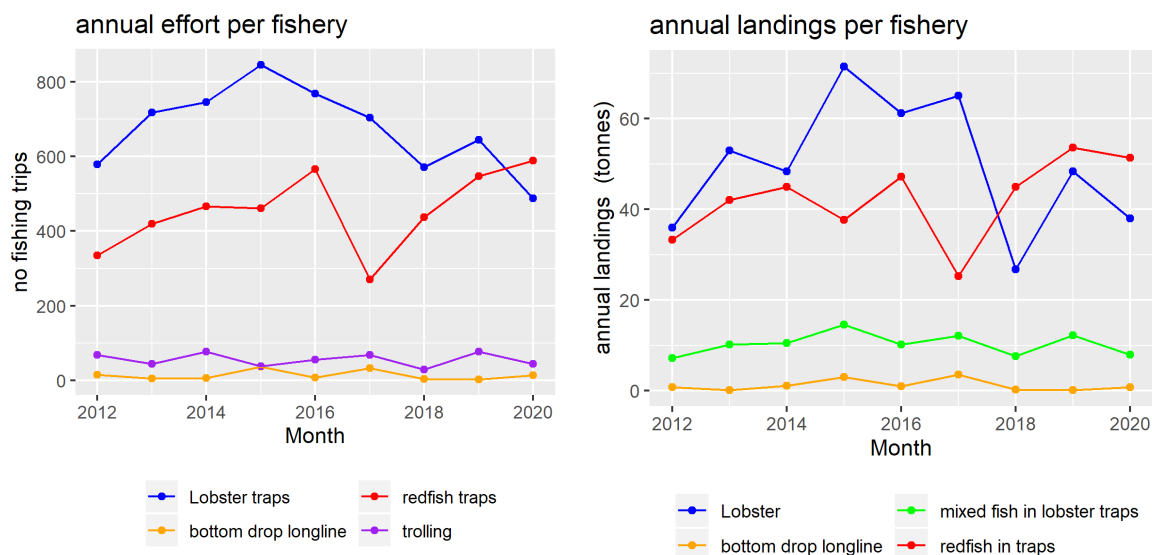 annual effort per fishery
no fishing trips
800
600
400
200
0
2012 2014 2016 2018 2020
Month
Lobster traps redfish traps
bottom drop longline trolling
annual landings per fishery
annual landings (tonnes)
60
40
20
0
2012 2014 2016 2018 2020
Month
Lobster mixed fish in lobster traps
bottom drop longline redfish in traps